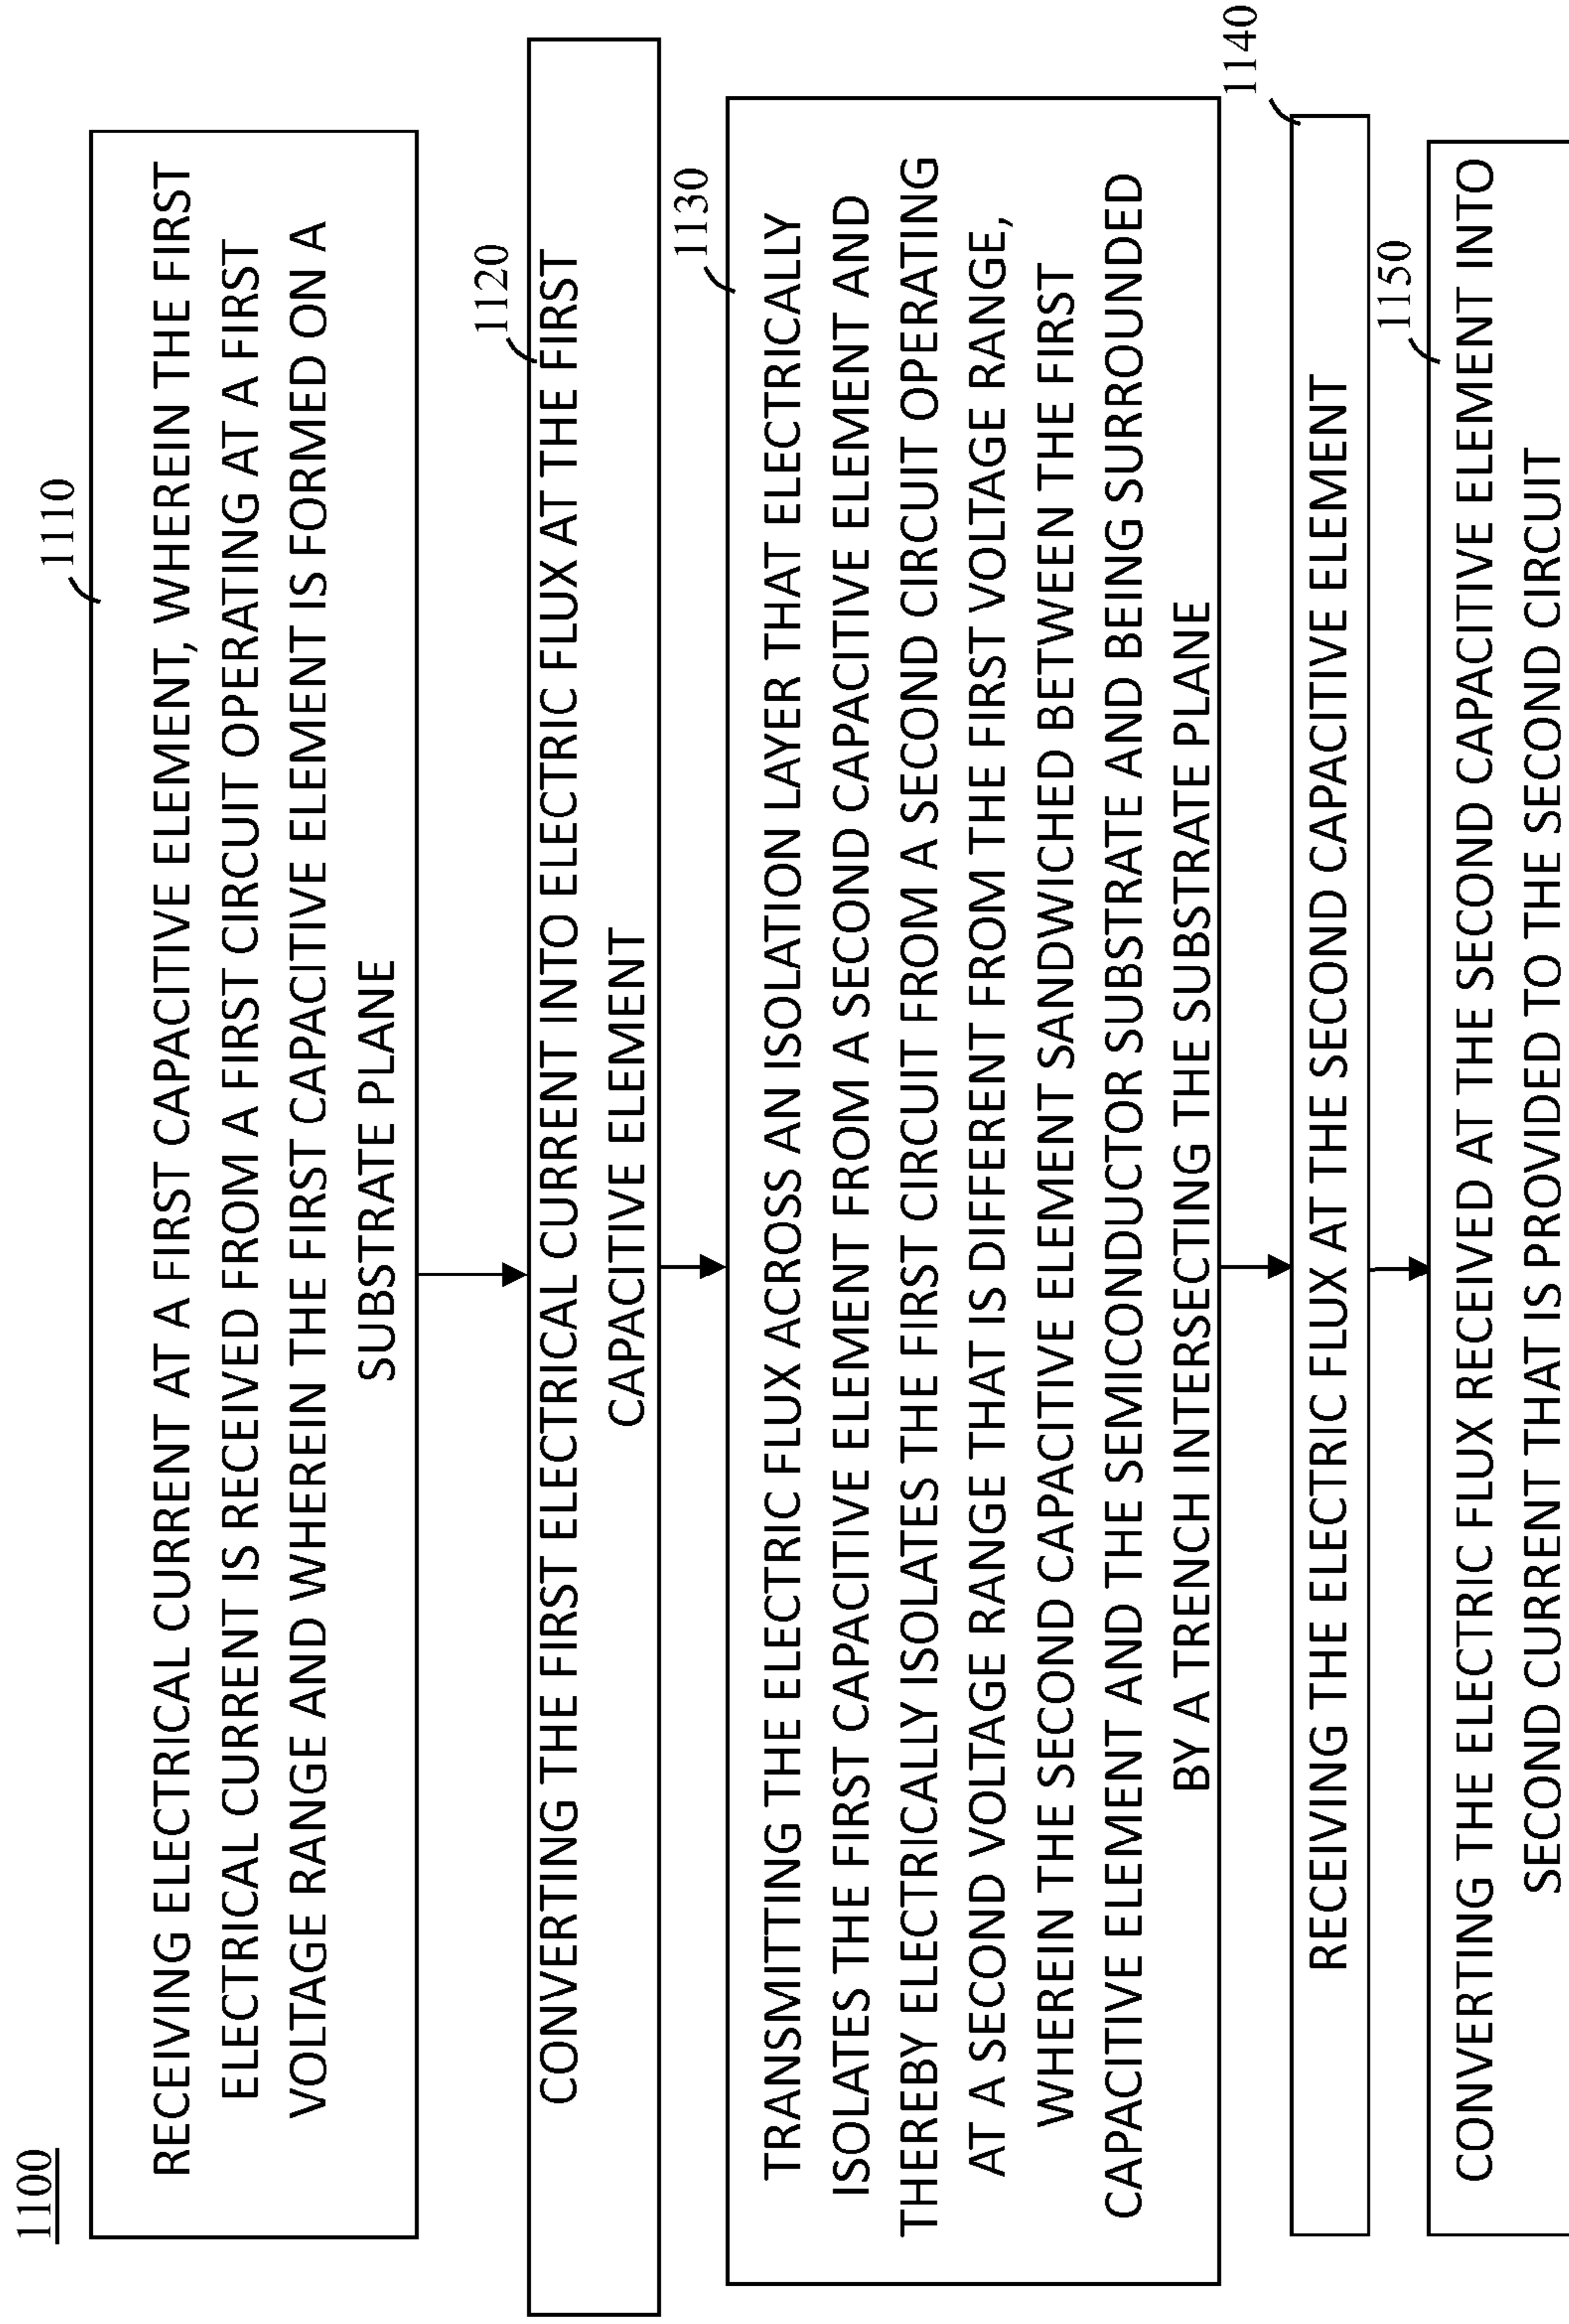 1100
1110
RECEIVING ELECTRICAL CURRENT AT A FIRST CAPACITIVE ELEMENT, WHEREIN THE FIRST
ELECTRICAL CURRENT IS RECEIVED FROM A FIRST CIRCUIT OPERATING AT A FIRST
VOLTAGE RANGE AND WHEREIN THE FIRST CAPACITIVE ELEMENT IS FORMED ON A
SUBSTRATE PLANE
1120
CONVERTING THE FIRST ELECTRICAL CURRENT INTO ELECTRIC FLUX AT THE FIRST
CAPACITIVE ELEMENT
1130
TRANSMITTING THE ELECTRIC FLUX ACROSS AN ISOLATION LAYER THAT ELECTRICALLY
ISOLATES THE FIRST CAPACITIVE ELEMENT FROM A SECOND CAPACITIVE ELEMENT AND
THEREBY ELECTRICALLY ISOLATES THE FIRST CIRCUIT FROM A SECOND CIRCUIT OPERATING
AT A SECOND VOLTAGE RANGE THAT IS DIFFERENT FROM THE FIRST VOLTAGE RANGE,
WHEREIN THE SECOND CAPACITIVE ELEMENT SANDWICHED BETWEEN THE FIRST
CAPACITIVE ELEMENT AND THE SEMICONDUCTOR SUBSTRATE AND BEING SURROUNDED
BY A TRENCH INTERSECTING THE SUBSTRATE PLANE
1140
RECEIVING THE ELECTRIC FLUX AT THE SECOND CAPACITIVE ELEMENT
1150
CONVERTING THE ELECTRIC FLUX RECEIVED AT THE SECOND CAPACITIVE ELEMENT INTO
SECOND CURRENT THAT IS PROVIDED TO THE SECOND CIRCUIT